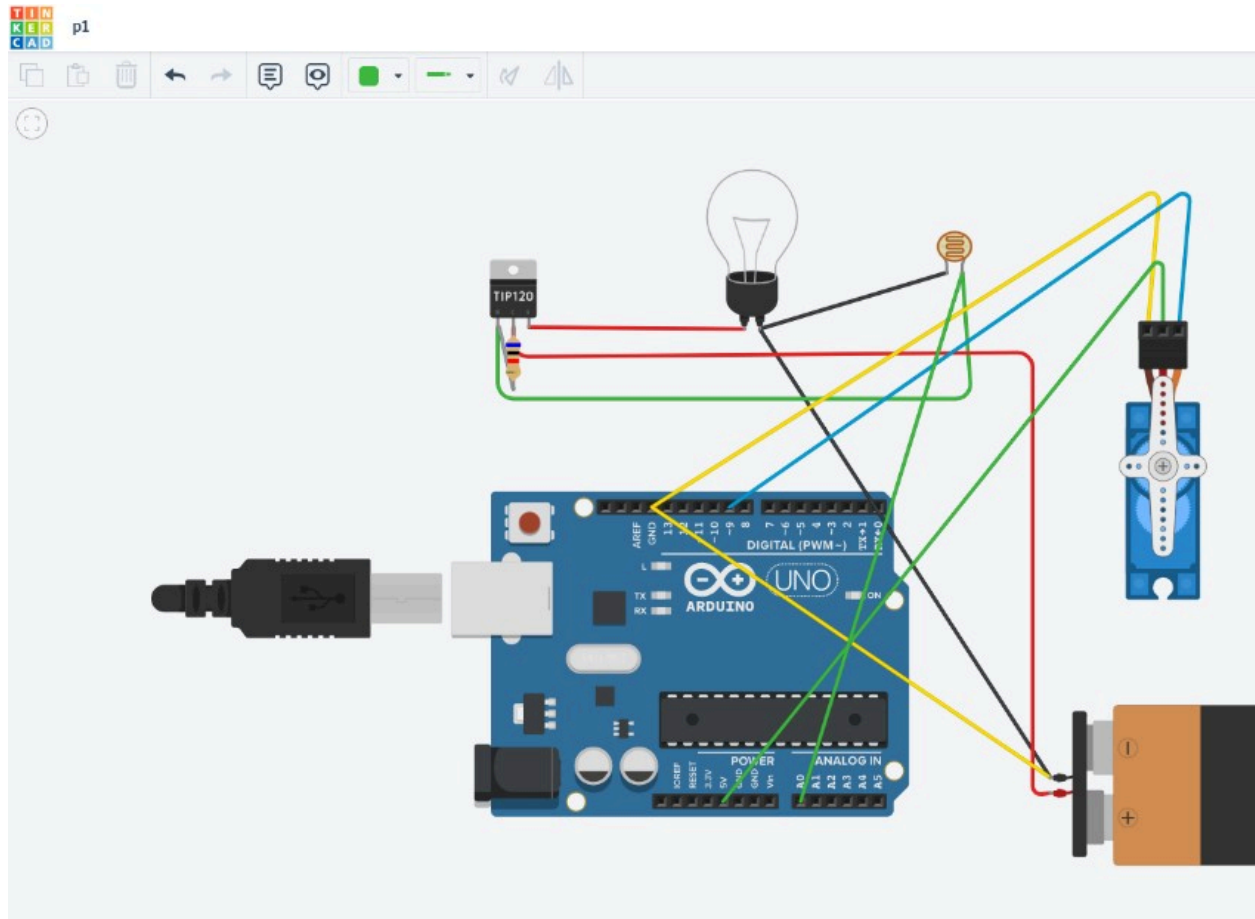 TIN
KER
CAD
p1
TIP120
AREF
GND
13
12
~11
~10
~9
8
7
~6
~5
4
~3
2
TX→1
DIGITAL (PWM~)
L
TX
RX
ARDUINO
UNO
ON
POWER
ANALOG IN
IOREF
RESET
3.3V
5V
GND
GND
Vin
A0
A1
A2
A3
A4
A5